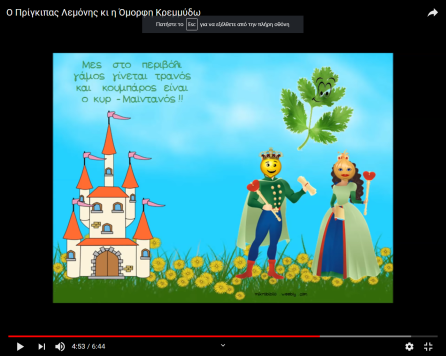 Ο Πρίγκιπας Λεμόνης κι η Όμορφη Κρεμμύδω
Πατήστε το Esc για να εξέλθετε από την πλήρη οθόνη
Μες στο περιβόλι
γάμος γίνεται τρανός
και κουμπάρος είναι
ο κυρ - Μαϊντανός !!
4:53 / 6:44